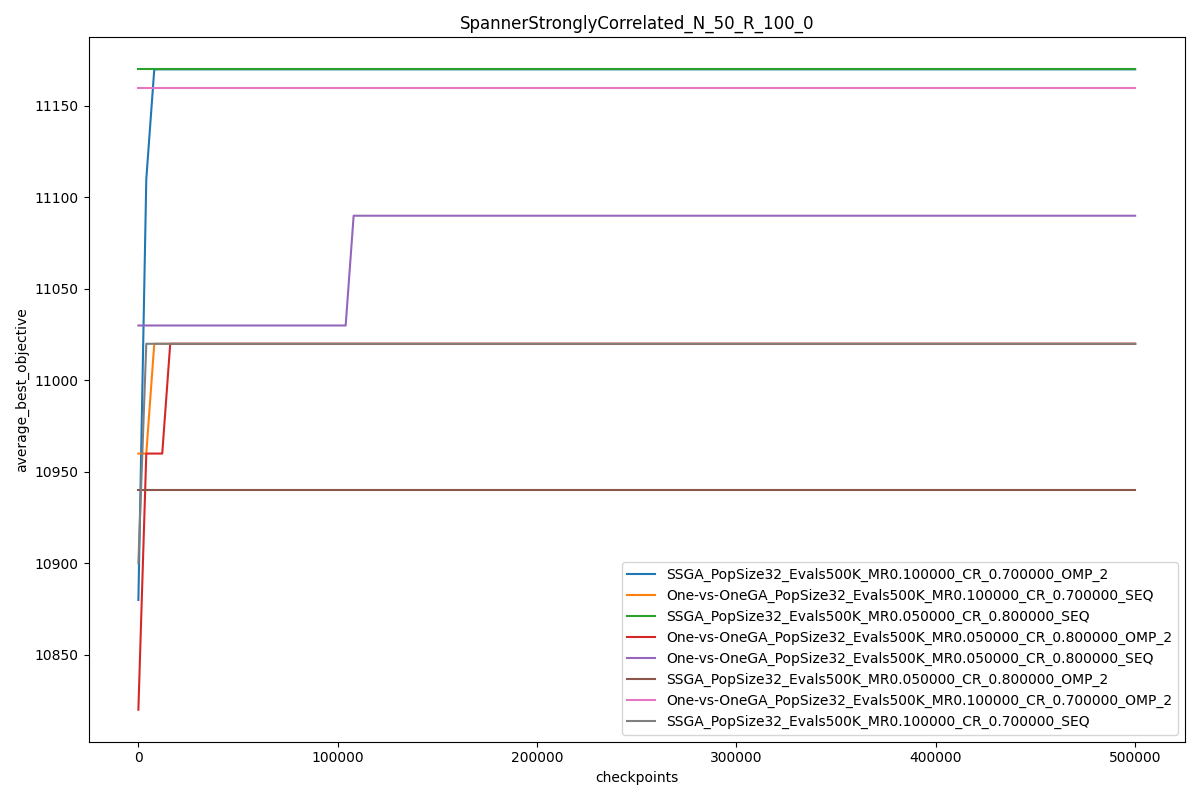 SpannerStronglyCorrelated_N_50_R_100_0
average_best_objective
11150
11100
11050
11000
10950
10900
10850
0
100000
200000
300000
400000
500000
checkpoints
SSGA_PopSize32_Evals500K_MR0.100000_CR_0.700000_OMP_2
One-vs-OneGA_PopSize32_Evals500K_MR0.100000_CR_0.700000_SEQ
SSGA_PopSize32_Evals500K_MR0.050000_CR_0.800000_SEQ
One-vs-OneGA_PopSize32_Evals500K_MR0.050000_CR_0.800000_OMP_2
One-vs-OneGA_PopSize32_Evals500K_MR0.050000_CR_0.800000_SEQ
SSGA_PopSize32_Evals500K_MR0.050000_CR_0.800000_OMP_2
One-vs-OneGA_PopSize32_Evals500K_MR0.100000_CR_0.700000_OMP_2
SSGA_PopSize32_Evals500K_MR0.100000_CR_0.700000_SEQ